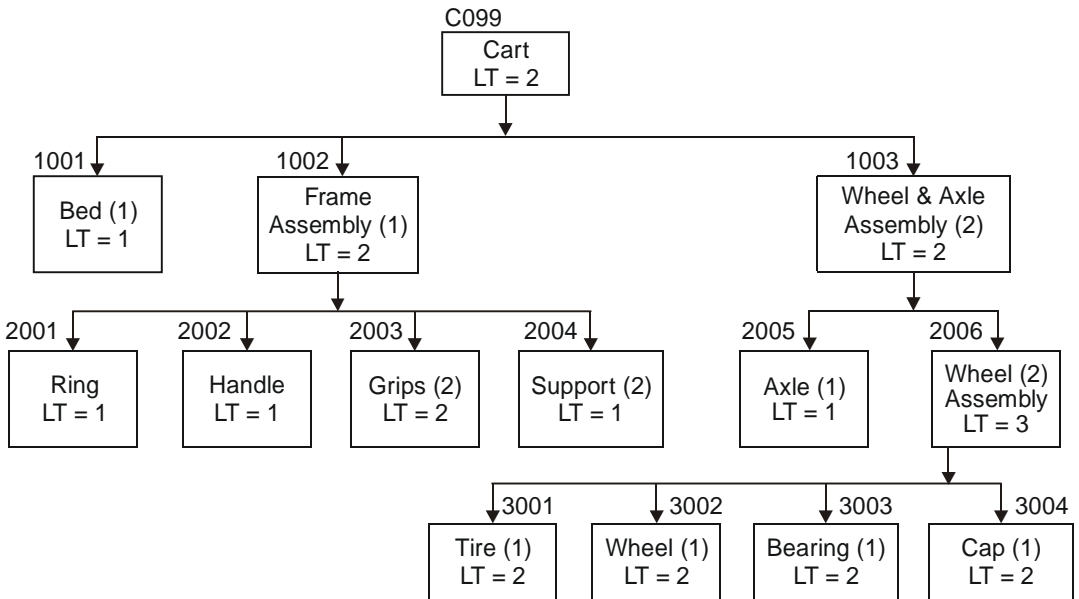 C099
Cart
LT = 2
1001
Bed (1)
LT = 1
1002
Frame
Assembly (1)
LT = 2
1003
Wheel & Axle
Assembly (2)
LT = 2
2001
Ring
LT = 1
2002
Handle
LT = 1
2003
Grips (2)
LT = 2
2004
Support (2)
LT = 1
2005
Axle (1)
LT = 1
2006
Wheel (2)
Assembly
LT = 3
3001
Tire (1)
LT = 2
3002
Wheel (1)
LT = 2
3003
Bearing (1)
LT = 2
3004
Cap (1)
LT = 2